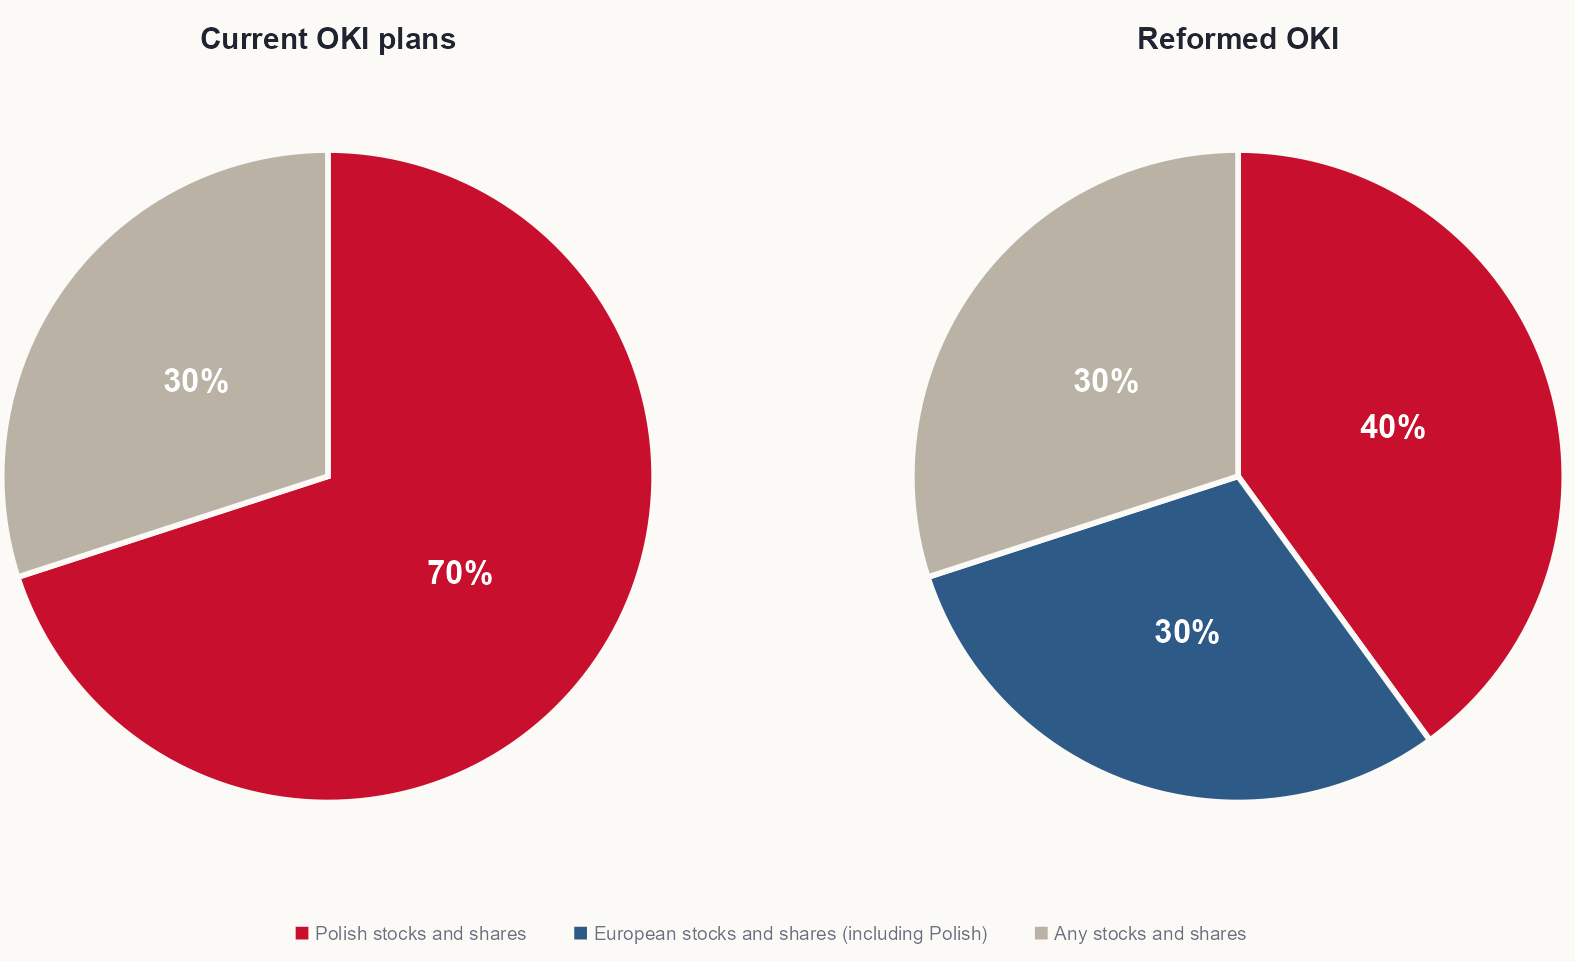 Current OKI plans
Reformed OKI
30%
70%
30%
40%
30%
Polish stocks and shares
European stocks and shares (including Polish)
Any stocks and shares